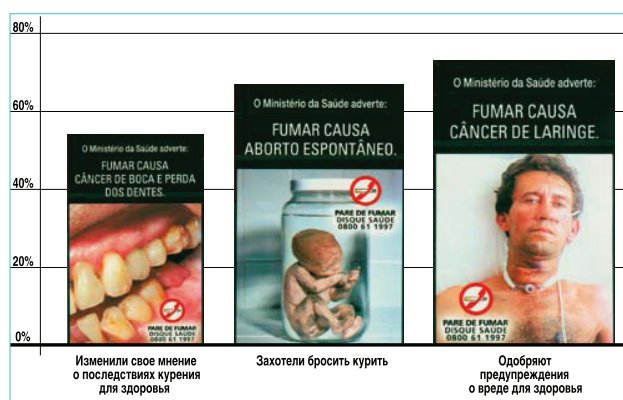 80%
60%
40%
20%
0%
O Ministério da Saúde adverte:
FUMAR CAUSA
CÂNCER DE BOCA E PERDA
DOS DENTES.
PARE DE FUMAR
DISQUE SAÚDE
0800 61 1997
O Ministério da Saúde adverte:
FUMAR CAUSA
ABORTO ESPONTÂNEO.
PARE DE FUMAR
DISQUE SAÚDE
0800 61 1997
O Ministério da Saúde adverte:
FUMAR CAUSA
CÂNCER DE LARINGE.
PARE DE FUMAR
DISQUE SAÚDE
0800 61 1997
Изменили свое мнение
о последствиях курения
для здоровья
Захотели бросить курить
Одобряют
предупреждения
о вреде для здоровья